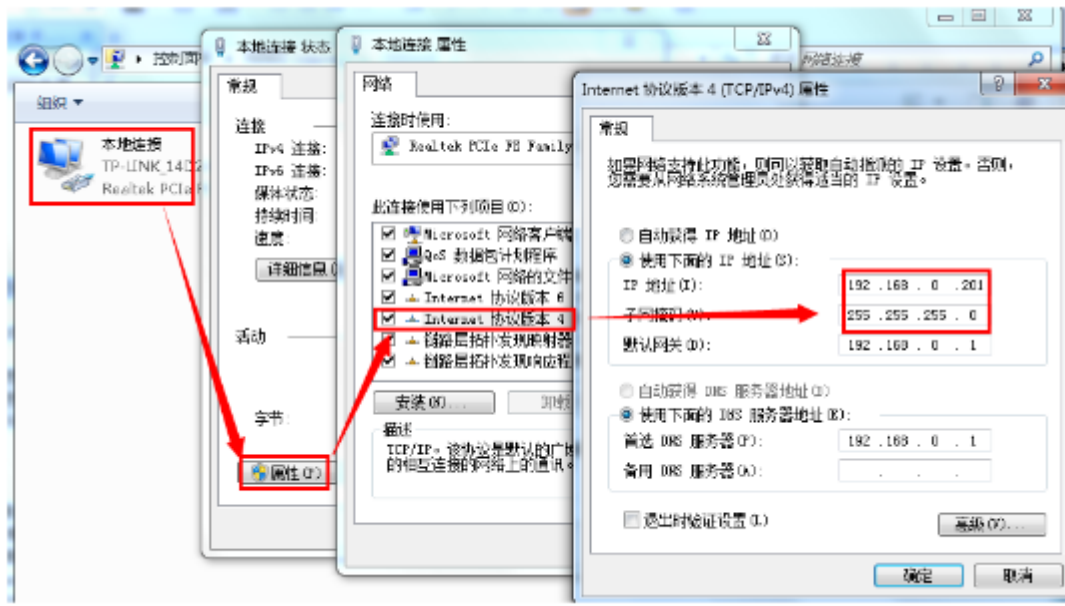 本地连接 状态
本地连接 属性
控制面
网络连接
组织
本地连接
TP-LINK_14D2
Realtek PCIe
常规
连接
IPv4 连接:
IPv6 连接:
媒体状态:
持续时间:
速度:
详细信息
活动
字节:
属性(P)
网络
连接时使用:
Realtek PCIe FE Family
此连接使用下列项目(O):
Microsoft 网络客户端
QoS 数据包计划程序
Microsoft 网络的文件
Internet 协议版本 6
Internet 协议版本 4
链路层拓扑发现映射器
链路层拓扑发现响应程
安装(N)...
卸载
描述
TCP/IP。该协议是默认的广域
的相互连接的网络上的通讯。
Internet 协议版本 4 (TCP/IPv4) 属性
常规
如果网络支持此功能,则可以获取自动指派的 IP 设置。否则,
您需要从网络系统管理员处获得适当的 IP 设置。
自动获得 IP 地址(O)
使用下面的 IP 地址(S):
IP 地址(I): 192 .168 . 0 .201
子网掩码(U): 255 .255 .255 . 0
默认网关(D): 192 .168 . 0 . 1
自动获得 DNS 服务器地址(B)
使用下面的 DNS 服务器地址(E):
首选 DNS 服务器(P): 192 .168 . 0 . 1
备用 DNS 服务器(A): . . .
退出时验证设置(L)
高级(V)...
确定
取消